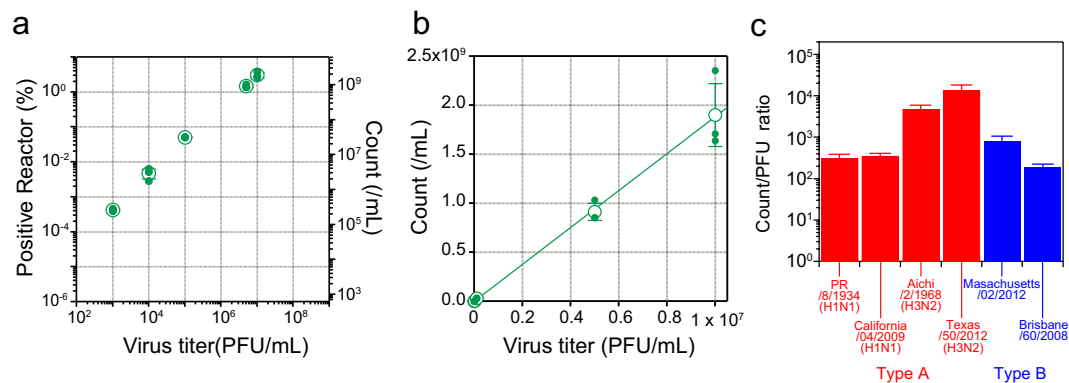 a
Positive Reactor (%)
10⁰
10⁻²
10⁻⁴
10⁻⁶
10²
10⁴
10⁶
10⁸
Virus titer(PFU/mL)
10⁹
10⁷
10⁵
10³
Count (/mL)
b
Count (/mL)
2.5x10⁹
2.0
1.5
1.0
0.5
0.0
0.0
0.2
0.4
0.6
0.8
1 x 10⁷
Virus titer (PFU/mL)
c
Count/PFU ratio
10⁵
10⁴
10³
10²
10¹
10⁰
PR
/8/1934
(H1N1)
California
/04/2009
(H1N1)
Aichi
/2/1968
(H3N2)
Texas
/50/2012
(H3N2)
Masachusetts
/02/2012
Brisbane
/60/2008
Type A
Type B